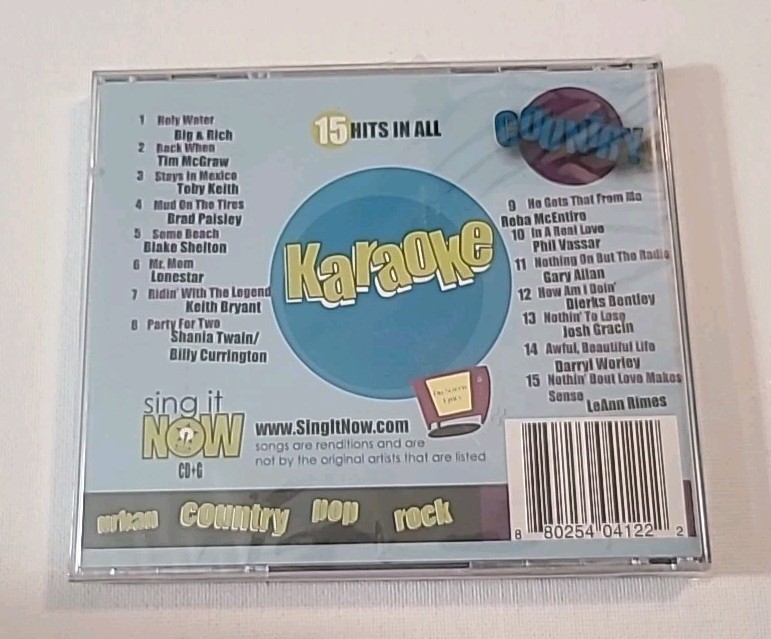 15 HITS IN ALL
COUNTRY
1 Holy Water
Big & Rich
2 Back When
Tim McGraw
3 Stays In Mexico
Toby Keith
4 Mud On The Tires
Brad Paisley
5 Some Beach
Blake Shelton
6 Mr. Mom
Lonestar
7 Ridin' With The Legend
Keith Bryant
8 Party For Two
Shania Twain/
Billy Currington
Karaoke
9 He Gets That From Me
Reba McEntire
10 In A Real Love
Phil Vassar
11 Nothing On But The Radio
Gary Allan
12 How Am I Doin'
Dierks Bentley
13 Nothin' To Lose
Josh Gracin
14 Awful, Beautiful Life
Darryl Worley
15 Nothin' Bout Love Makes
Sense
LeAnn Rimes
sing it
NOW
CD+G
www.SingItNow.com
songs are renditions and are
not by the original artists that are listed
urban country pop rock
8 80254 04122 2